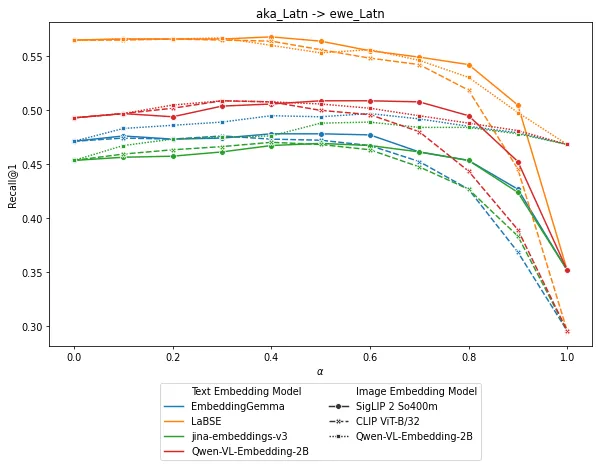 aka_Latn -> ewe_Latn
Recall@1
0.55
0.50
0.45
0.40
0.35
0.30
0.0 0.2 0.4 0.6 0.8 1.0
α
Text Embedding Model
EmbeddingGemma
LaBSE
jina-embeddings-v3
Qwen-VL-Embedding-2B
Image Embedding Model
SigLIP 2 So400m
CLIP ViT-B/32
Qwen-VL-Embedding-2B